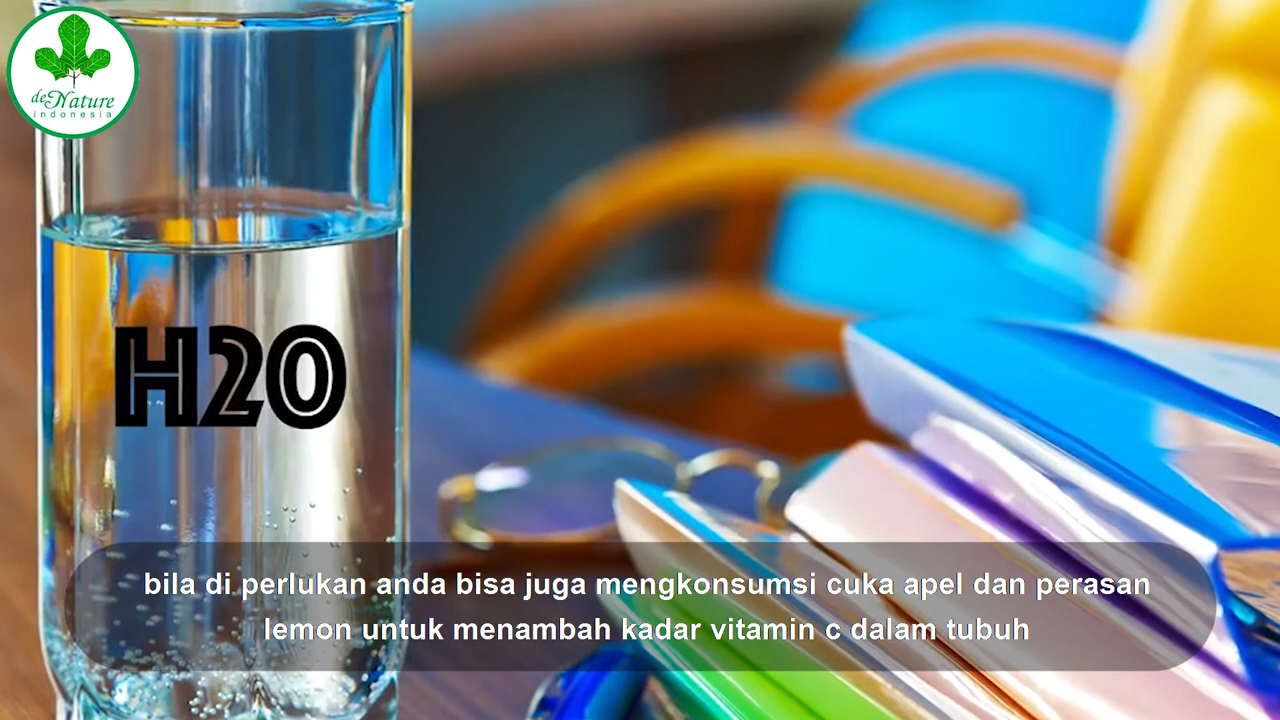 deNature
indonesia
H2O
bila di perlukan anda bisa juga mengkonsumsi cuka apel dan perasan
lemon untuk menambah kadar vitamin c dalam tubuh